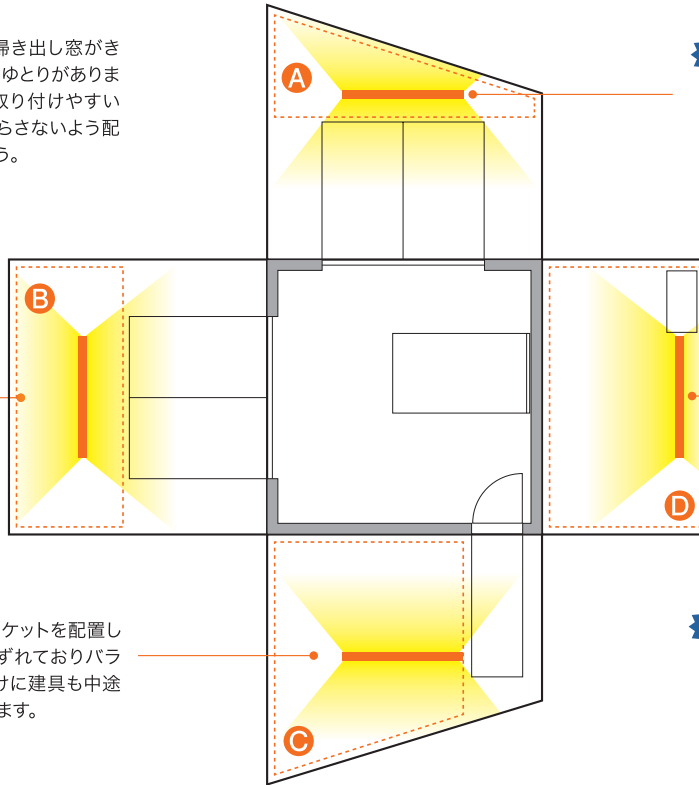 掃き出し窓がき
ゆとりがありま
取り付けやすい
らさないよう配
う。
A
B
D
ケットを配置し
ずれておりバラ
けに建具も中途
ます。
C